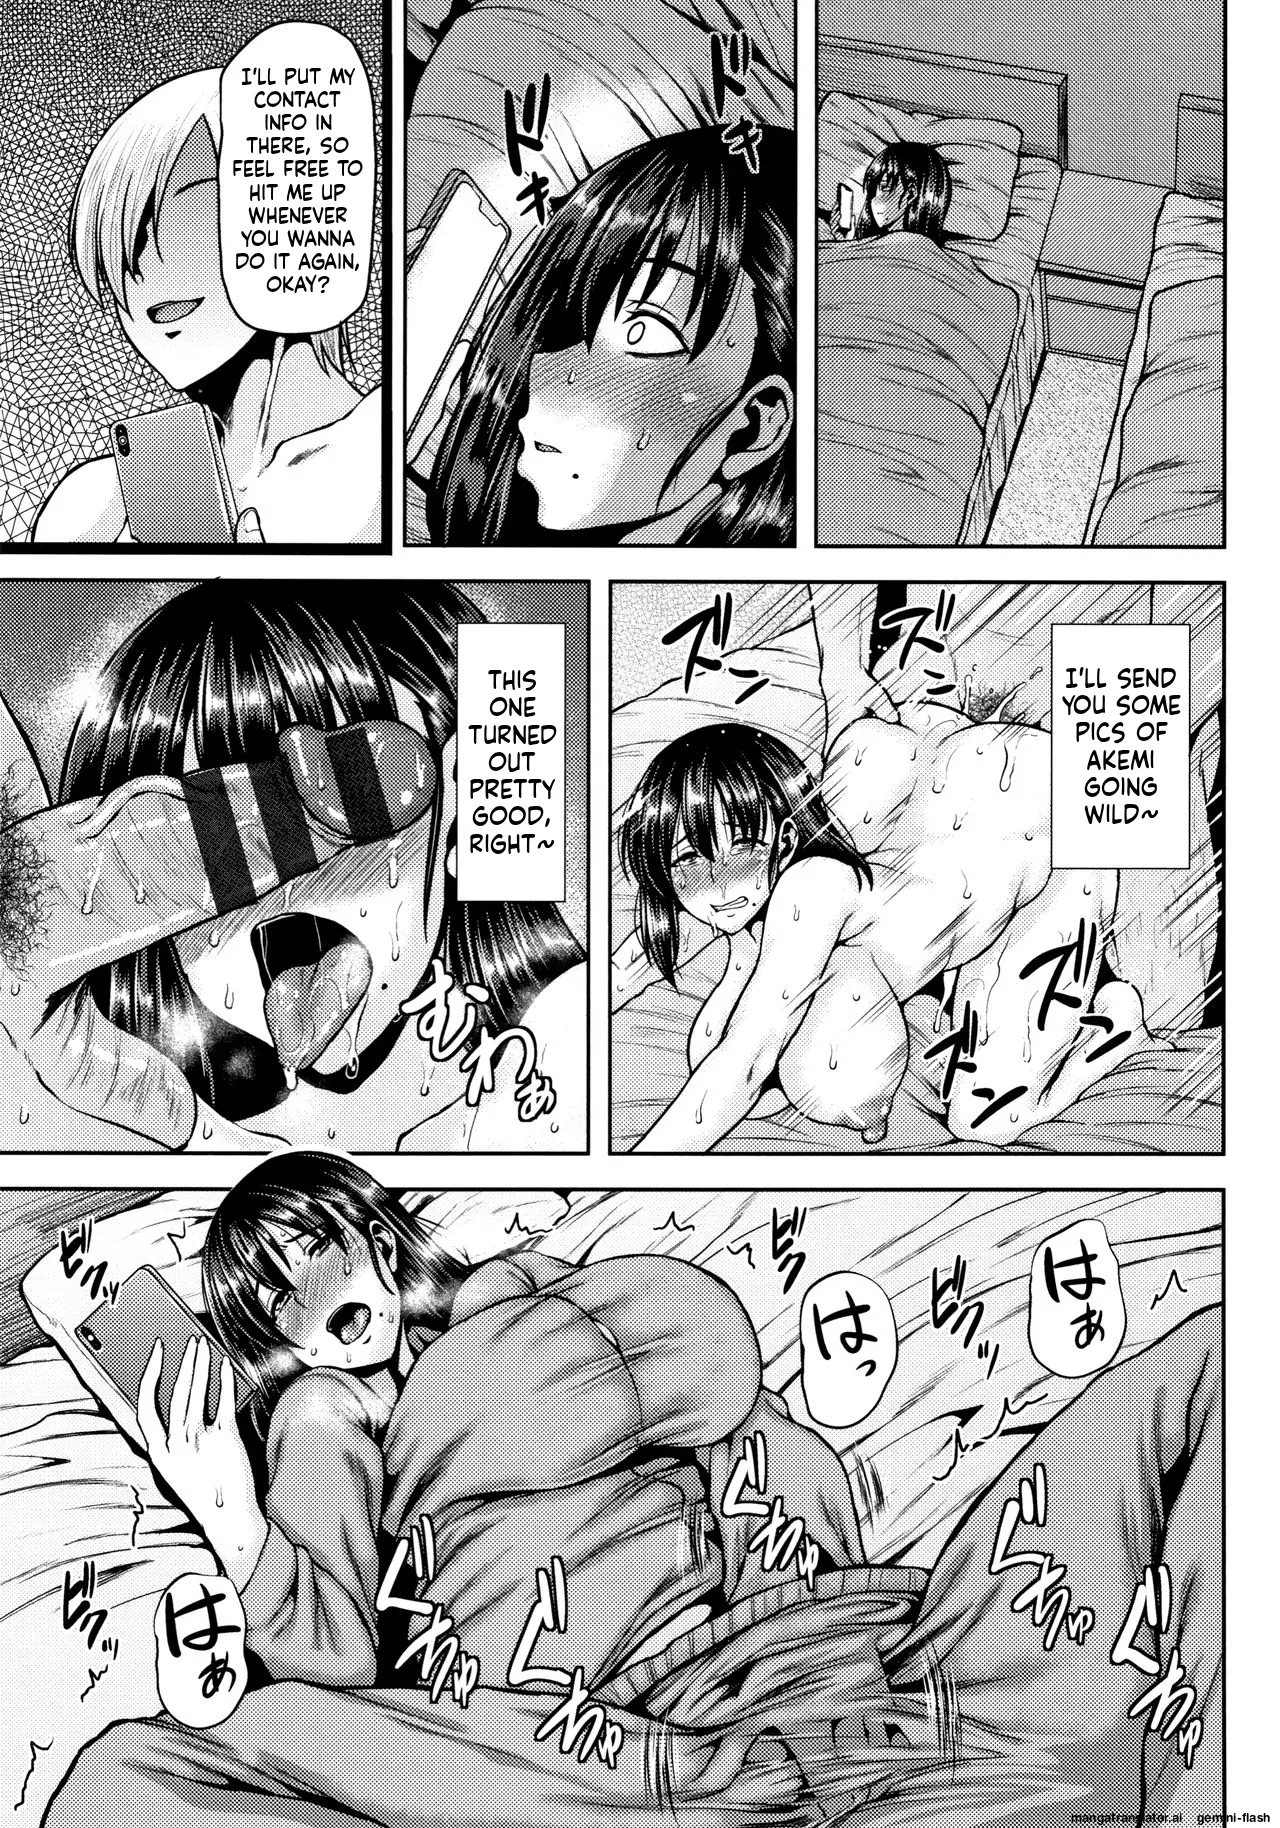 ドキ
ドキ
I'LL PUT MY
CONTACT
INFO IN
THERE, SO
FEEL FREE TO
HIT ME UP
WHENEVER
YOU WANNA
DO IT AGAIN,
OKAY?
I'LL SEND
YOU SOME
PICS OF
AKEMI
GOING
WILD~
ズン
ズン
ズン
ズン
THIS
ONE
TURNED
OUT
PRETTY
GOOD,
RIGHT~
むわぁ
はぁ
ビクッ
はっ
ビクッ
ぐちゅ
ぐちゅ
ぐちゅ
ぐちゅ
はぁ
ビクッ
mangatranslator.ai gemini-flash